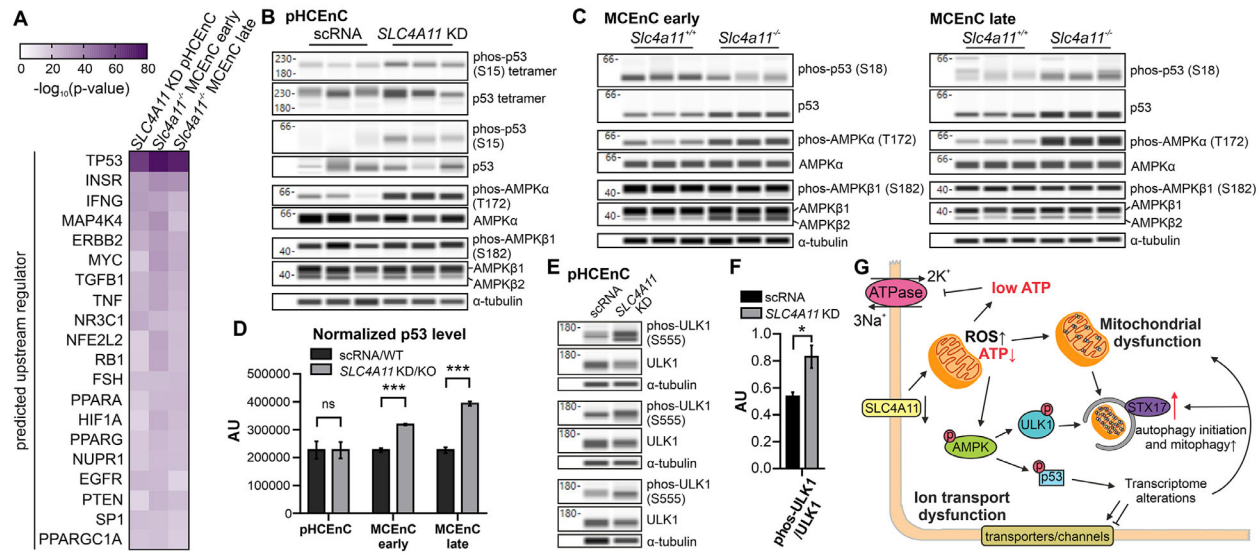 A
0 20 40 60 80
-log10(p-value)
SLC4A11 KD pHCEnC
Slc4a11-/- MCEnC early
Slc4a11-/- MCEnC late
predicted upstream regulator
TP53
INSR
IFNG
MAP4K4
ERBB2
MYC
TGFB1
TNF
NR3C1
NFE2L2
RB1
FSH
PPARA
HIF1A
PPARG
NUPR1
EGFR
PTEN
SP1
PPARGC1A
B pHCEnC
scRNA SLC4A11 KD
230-
180-
phos-p53
(S15) tetramer
230-
180-
p53 tetramer
66-
phos-p53
(S15)
p53
66-
phos-AMPKα
(T172)
66-
AMPKα
40-
phos-AMPKβ1
(S182)
40-
AMPKβ1
AMPKβ2
α-tubulin
C MCEnC early
Slc4a11+/+ Slc4a11-/-
66-
phos-p53 (S18)
p53
66-
phos-AMPKα (T172)
AMPKα
40-
phos-AMPKβ1 (S182)
40-
AMPKβ1
AMPKβ2
α-tubulin
MCEnC late
Slc4a11+/+ Slc4a11-/-
66-
phos-p53 (S18)
p53
66-
phos-AMPKα (T172)
AMPKα
40-
phos-AMPKβ1 (S182)
40-
AMPKβ1
AMPKβ2
α-tubulin
D Normalized p53 level
scRNA/WT
SLC4A11 KD/KO
AU
500000
400000
300000
200000
100000
0
ns
***
***
pHCEnC
MCEnC
early
MCEnC
late
E pHCEnC
scRNA
SLC4A11
KD
180-
phos-ULK1
(S555)
ULK1
α-tubulin
180-
phos-ULK1
(S555)
ULK1
α-tubulin
180-
phos-ULK1
(S555)
ULK1
α-tubulin
F
scRNA
SLC4A11 KD
AU
1.0
0.8
0.6
0.4
0.2
0.0
*
phos-ULK1
/ULK1
G
ATPase
2K+
3Na+
low ATP
ROS↑
ATP↓
Mitochondrial
dysfunction
SLC4A11
p
AMPK
p
ULK1
p
p53
STX17
autophagy initiation
and mitophagy↑
Transcriptome
alterations
Ion transport
dysfunction
transporters/channels